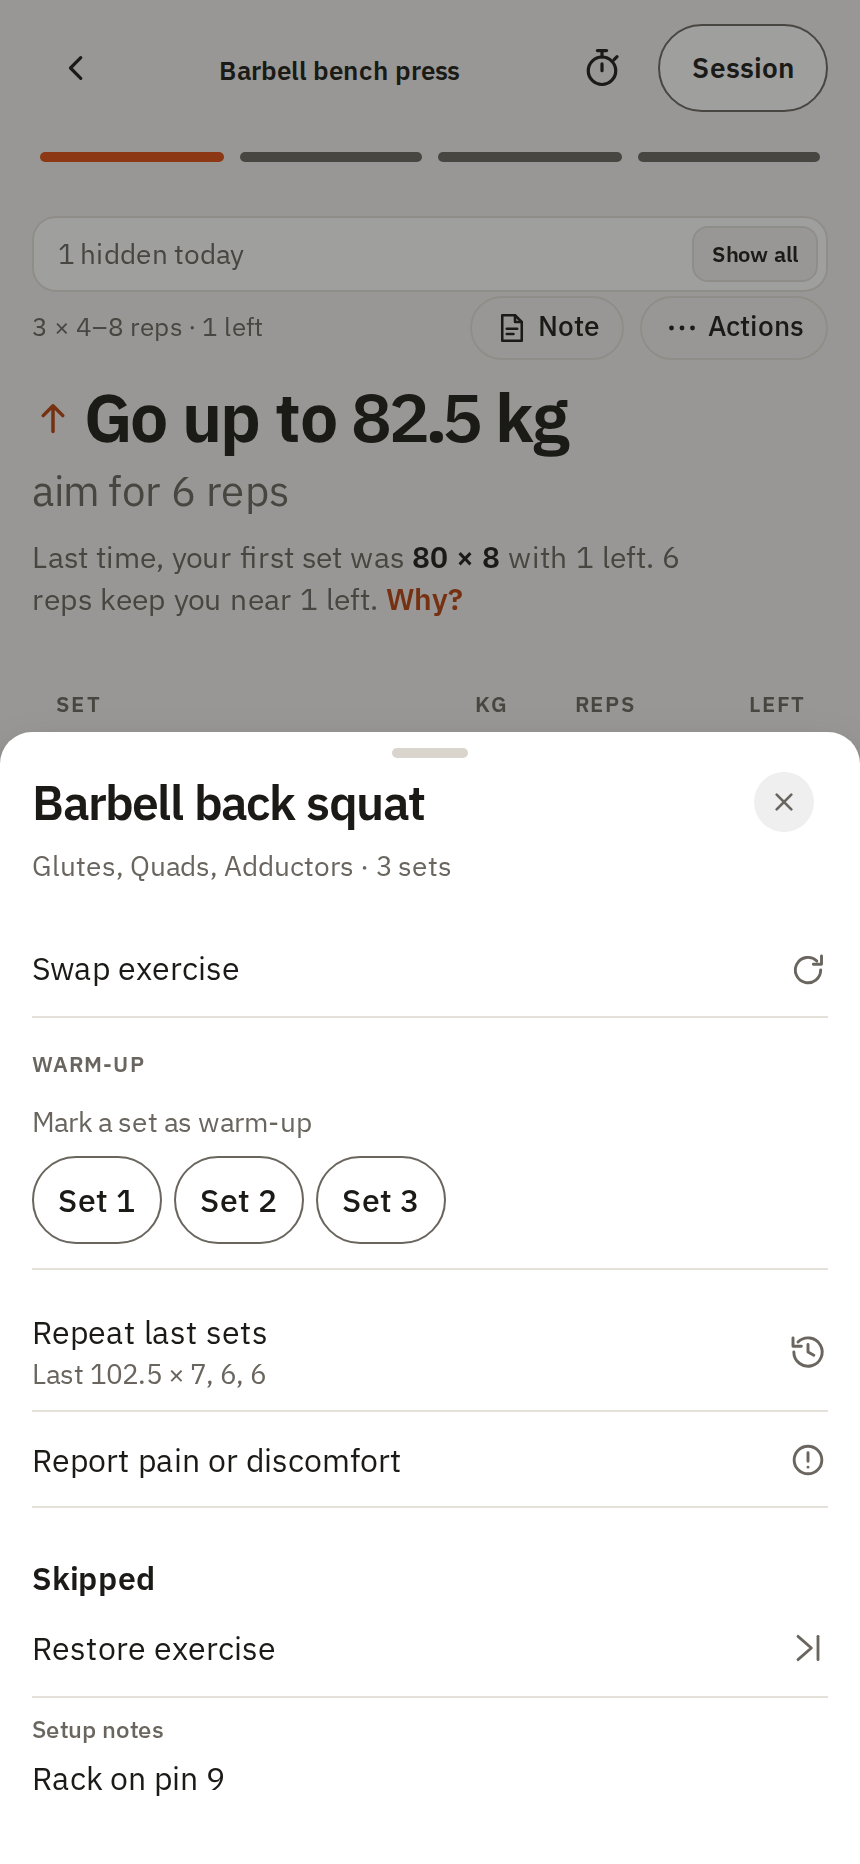 Barbell bench press
Session
1 hidden today
Show all
3 × 4–8 reps · 1 left
Note
Actions
Go up to 82.5 kg
aim for 6 reps
Last time, your first set was 80 × 8 with 1 left. 6
reps keep you near 1 left. Why?
SET KG REPS LEFT
Barbell back squat
Glutes, Quads, Adductors · 3 sets
Swap exercise
WARM-UP
Mark a set as warm-up
Set 1 Set 2 Set 3
Repeat last sets
Last 102.5 × 7, 6, 6
Report pain or discomfort
Skipped
Restore exercise
Setup notes
Rack on pin 9